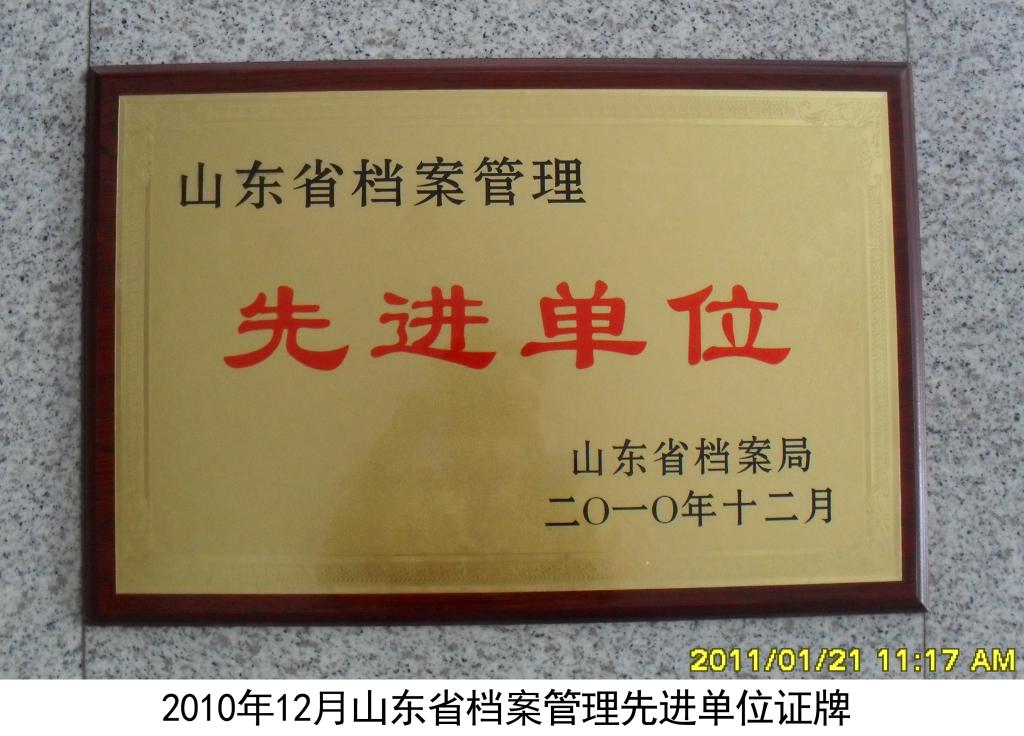 山东省档案管理
先进单位
山东省档案局
二〇一〇年十二月
2011/01/21 11:17 AM
2010年12月山东省档案管理先进单位证牌